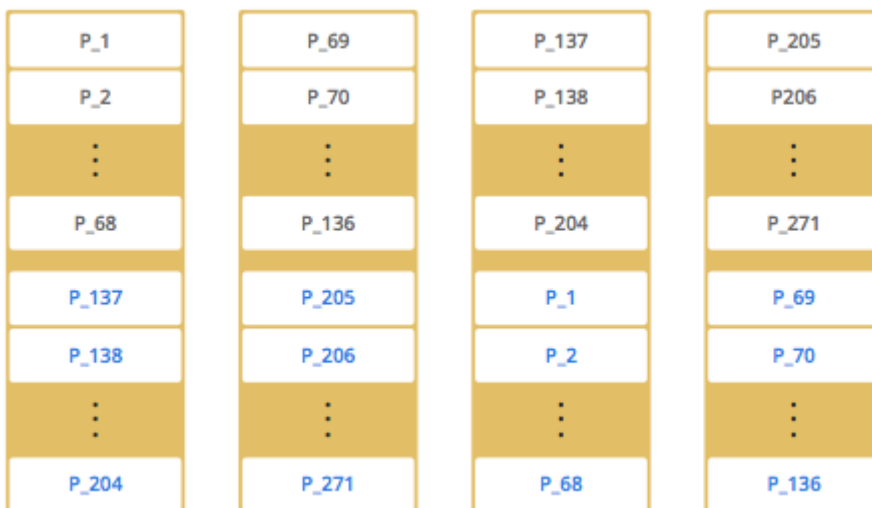 P_1 P_69 P_137 P_205
P_2 P_70 P_138 P206
P_68 P_136 P_204 P_271
P_137 P_205 P_1 P_69
P_138 P_206 P_2 P_70
P_204 P_271 P_68 P_136